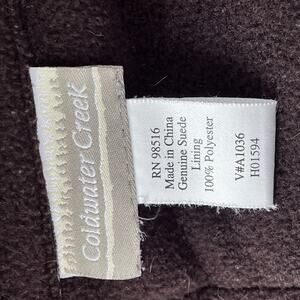 Coldwater Creek
RN 98516
Made in China
Genuine Suede
Lining
100% Polyester
V#A1036
H01594